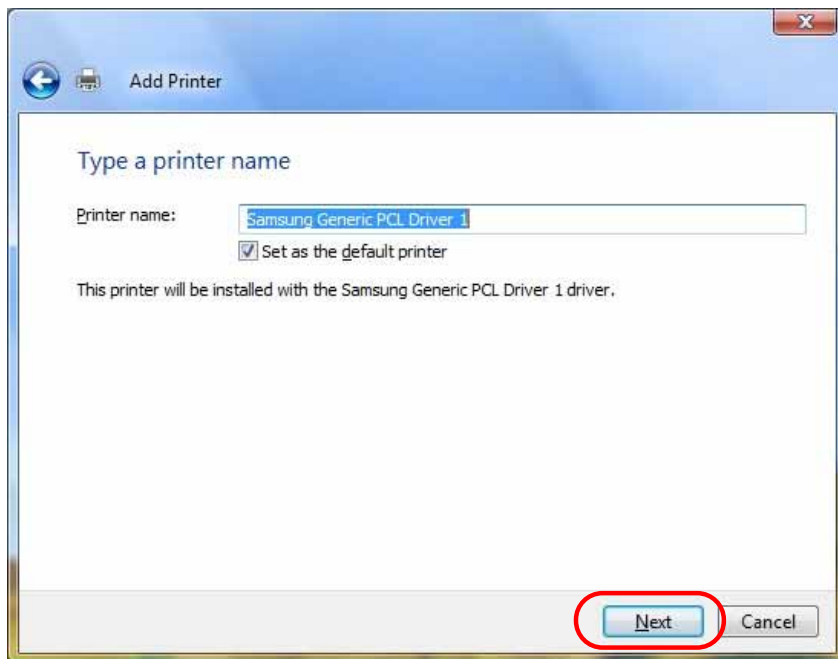 Add Printer
Type a printer name
Printer name: Samsung Generic PCL Driver 1
Set as the default printer
This printer will be installed with the Samsung Generic PCL Driver 1 driver.
Next Cancel